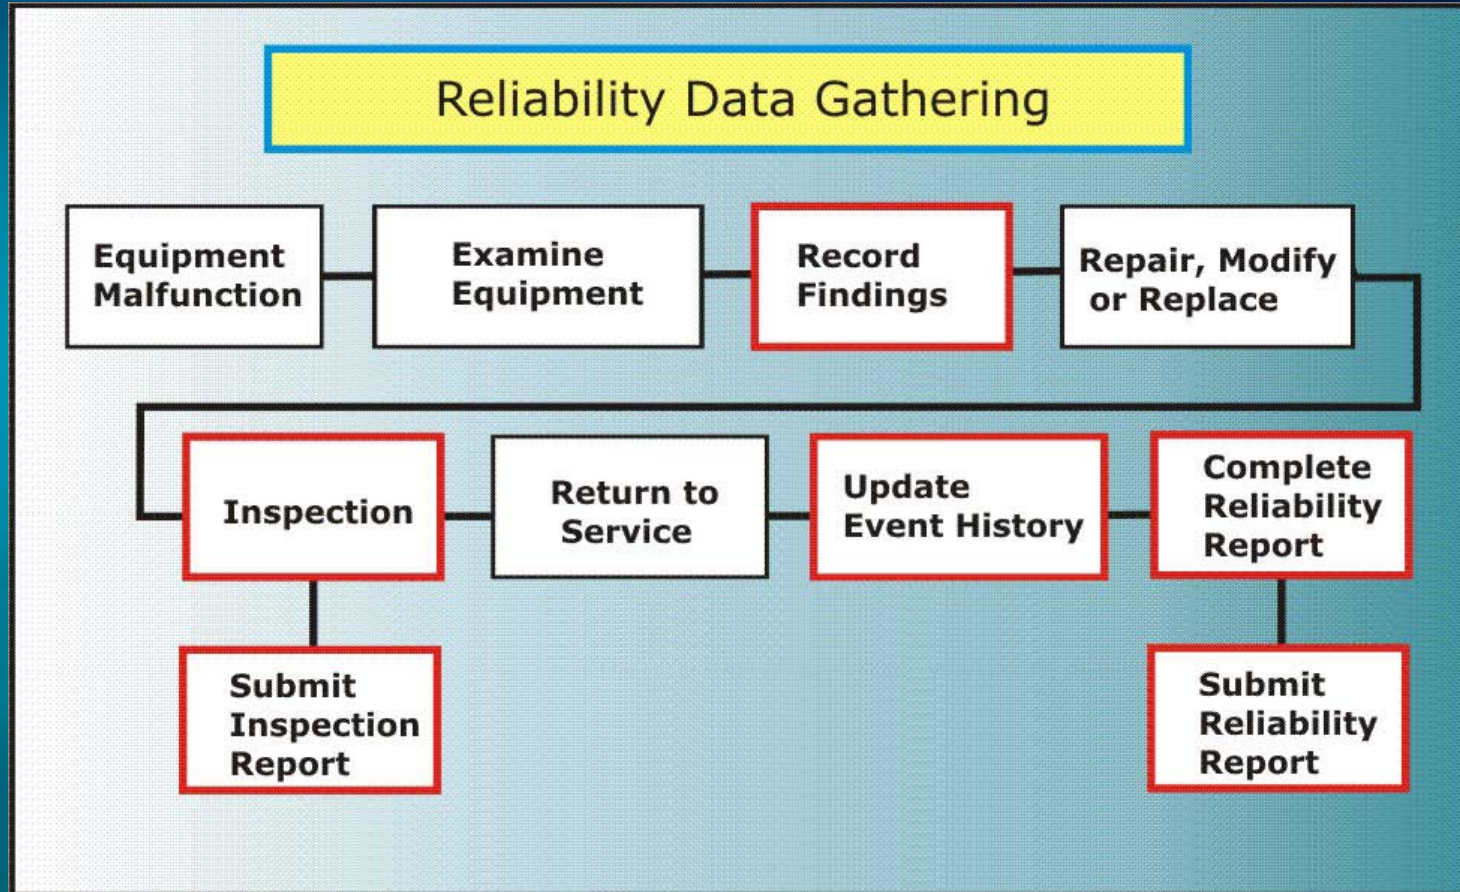 Reliability Data Gathering
Equipment
Malfunction
Examine
Equipment
Record
Findings
Repair, Modify
or Replace
Inspection
Return to
Service
Update
Event History
Complete
Reliability
Report
Submit
Inspection
Report
Submit
Reliability
Report